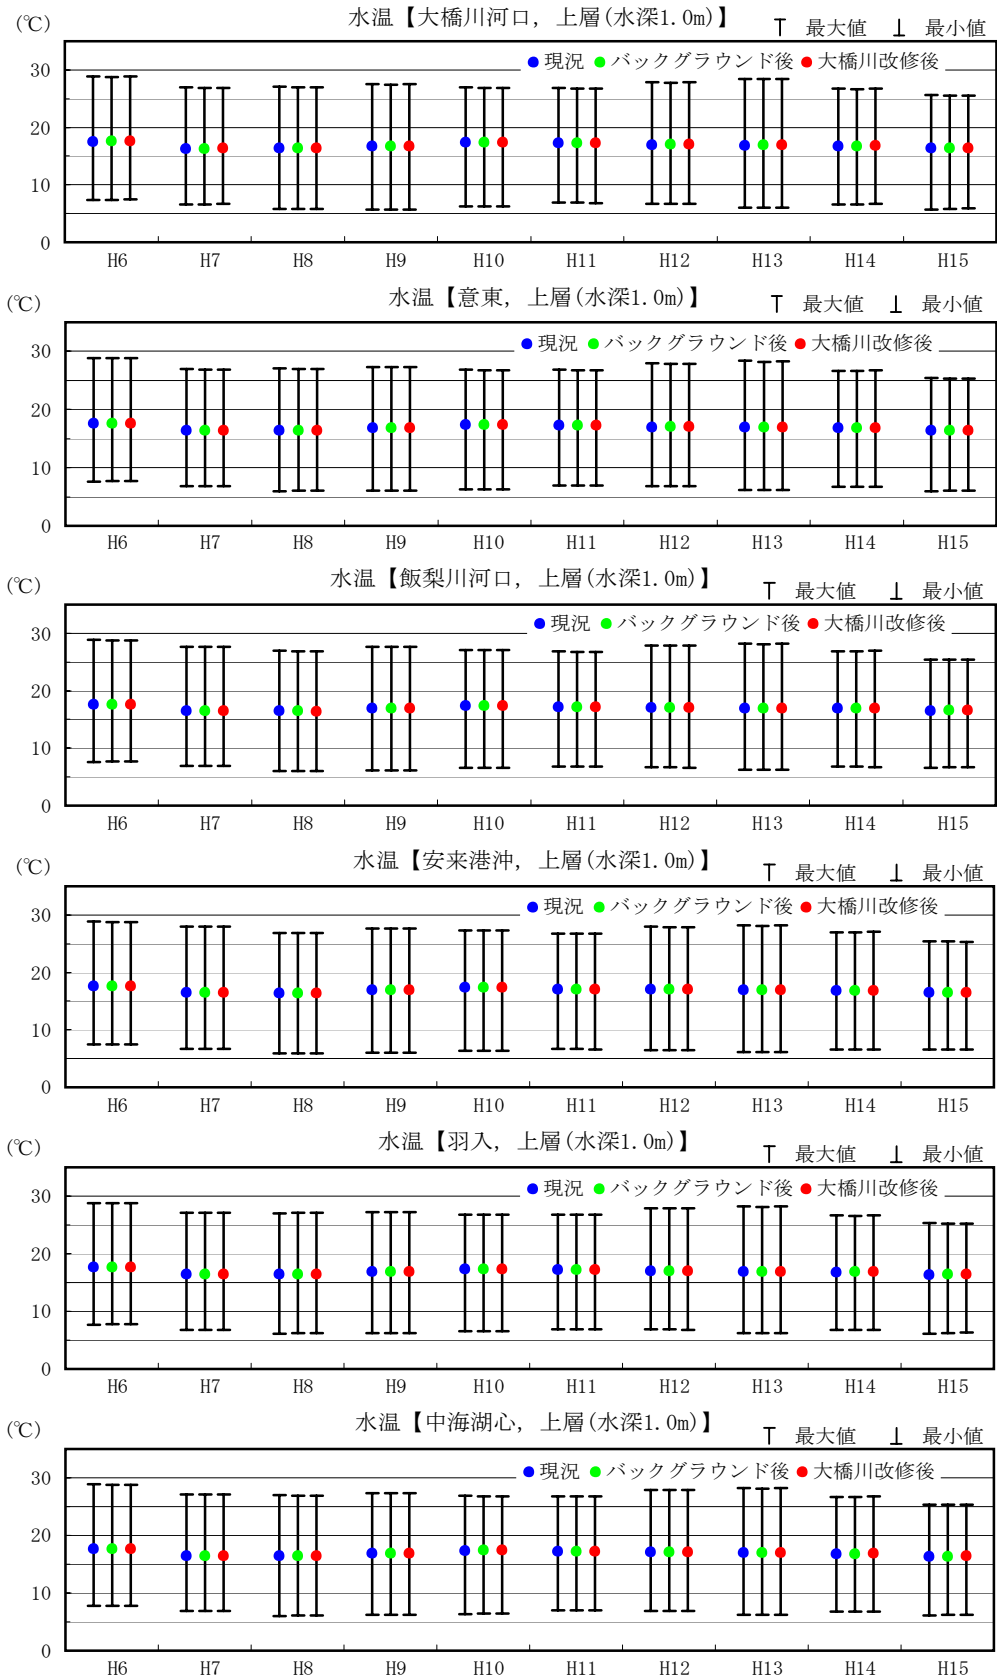 (℃)
水温【大橋川河口, 上層(水深1.0m)】
最大値 最小値
現況 バックグラウンド後 大橋川改修後
30
20
10
0
H6 H7 H8 H9 H10 H11 H12 H13 H14 H15
(℃)
水温【意東, 上層(水深1.0m)】
最大値 最小値
現況 バックグラウンド後 大橋川改修後
30
20
10
0
H6 H7 H8 H9 H10 H11 H12 H13 H14 H15
(℃)
水温【飯梨川河口, 上層(水深1.0m)】
最大値 最小値
現況 バックグラウンド後 大橋川改修後
30
20
10
0
H6 H7 H8 H9 H10 H11 H12 H13 H14 H15
(℃)
水温【安来港沖, 上層(水深1.0m)】
最大値 最小値
現況 バックグラウンド後 大橋川改修後
30
20
10
0
H6 H7 H8 H9 H10 H11 H12 H13 H14 H15
(℃)
水温【羽入, 上層(水深1.0m)】
最大値 最小値
現況 バックグラウンド後 大橋川改修後
30
20
10
0
H6 H7 H8 H9 H10 H11 H12 H13 H14 H15
(℃)
水温【中海湖心, 上層(水深1.0m)】
最大値 最小値
現況 バックグラウンド後 大橋川改修後
30
20
10
0
H6 H7 H8 H9 H10 H11 H12 H13 H14 H15